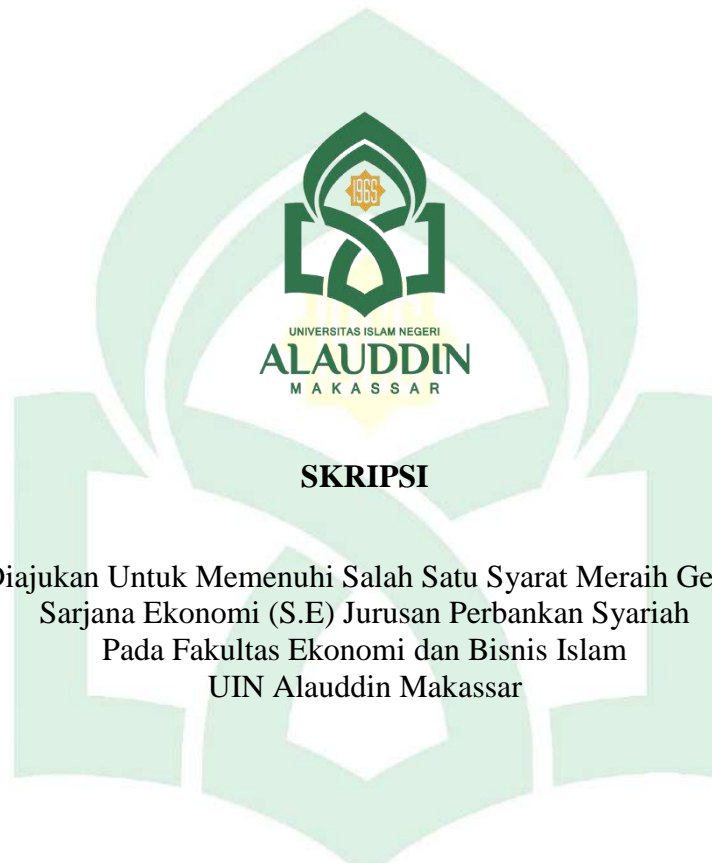 1965
UNIVERSITAS ISLAM NEGERI
ALAUDDIN
MAKASSAR
SKRIPSI
Diajukan Untuk Memenuhi Salah Satu Syarat Meraih Ge
Sarjana Ekonomi (S.E) Jurusan Perbankan Syariah
Pada Fakultas Ekonomi dan Bisnis Islam
UIN Alauddin Makassar